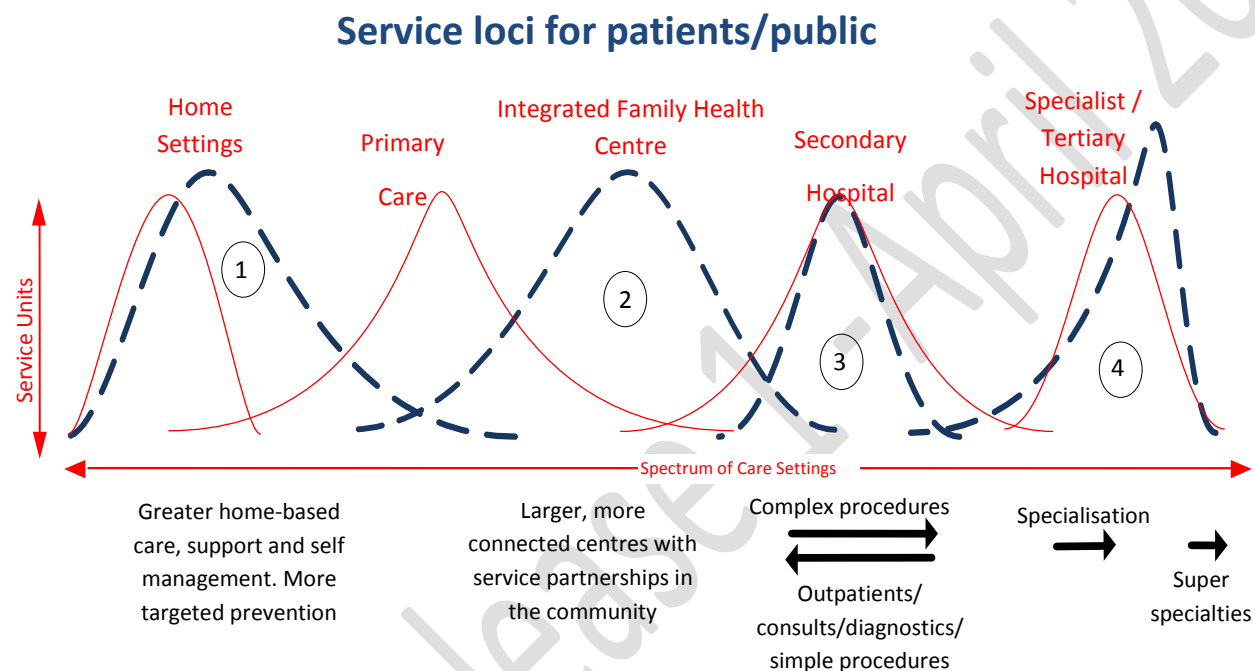 Service loci for patients/public
Home
Settings
Primary
Care
Integrated Family Health
Centre
Secondary
Hospital
Specialist /
Tertiary
Hospital
Service Units
1
2
3
4
Spectrum of Care Settings
Greater home-based
care, support and self
management. More
targeted prevention
Larger, more
connected centres with
service partnerships in
the community
Complex procedures
Outpatients/
consults/diagnostics/
simple procedures
Specialisation
Super
specialties
1 -April